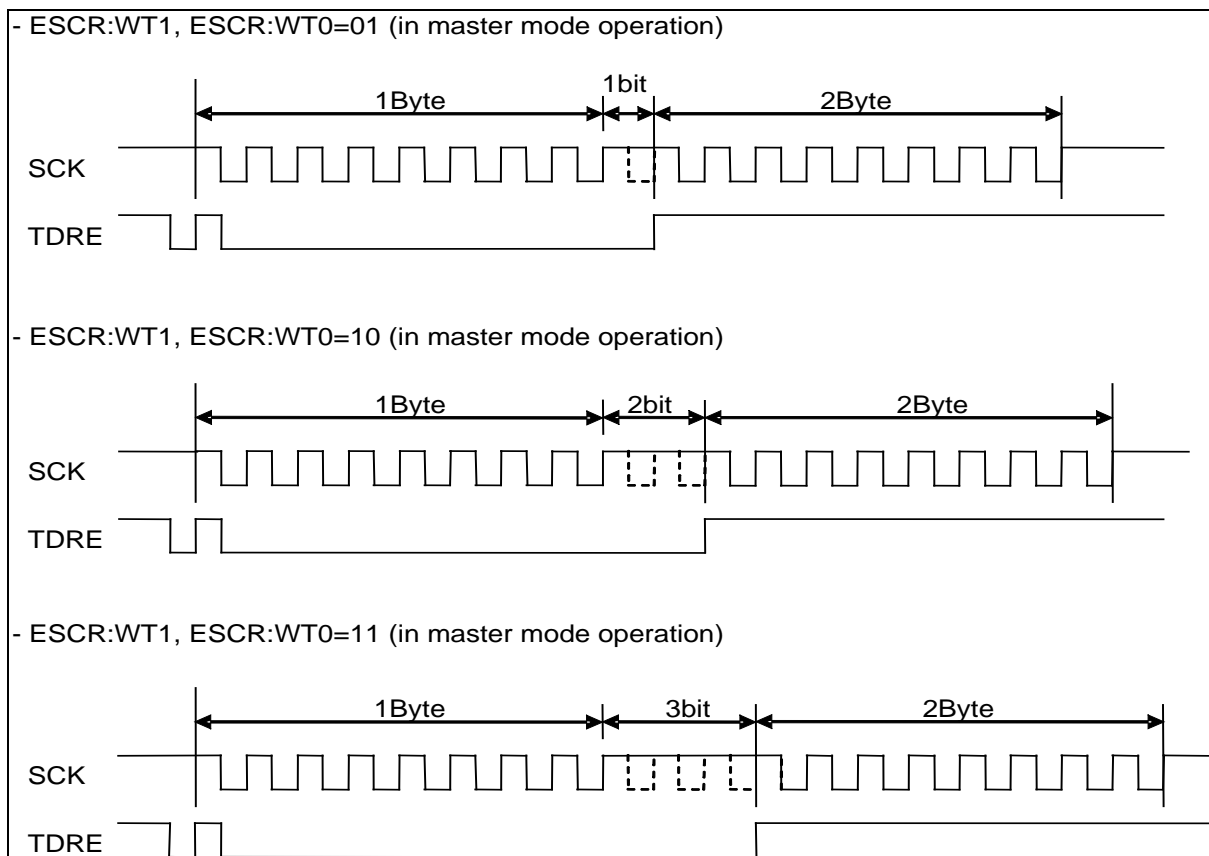 - ESCR:WT1, ESCR:WT0=01 (in master mode operation)
1Byte
1bit
2Byte
SCK
TDRE
- ESCR:WT1, ESCR:WT0=10 (in master mode operation)
1Byte
2bit
2Byte
SCK
TDRE
- ESCR:WT1, ESCR:WT0=11 (in master mode operation)
1Byte
3bit
2Byte
SCK
TDRE